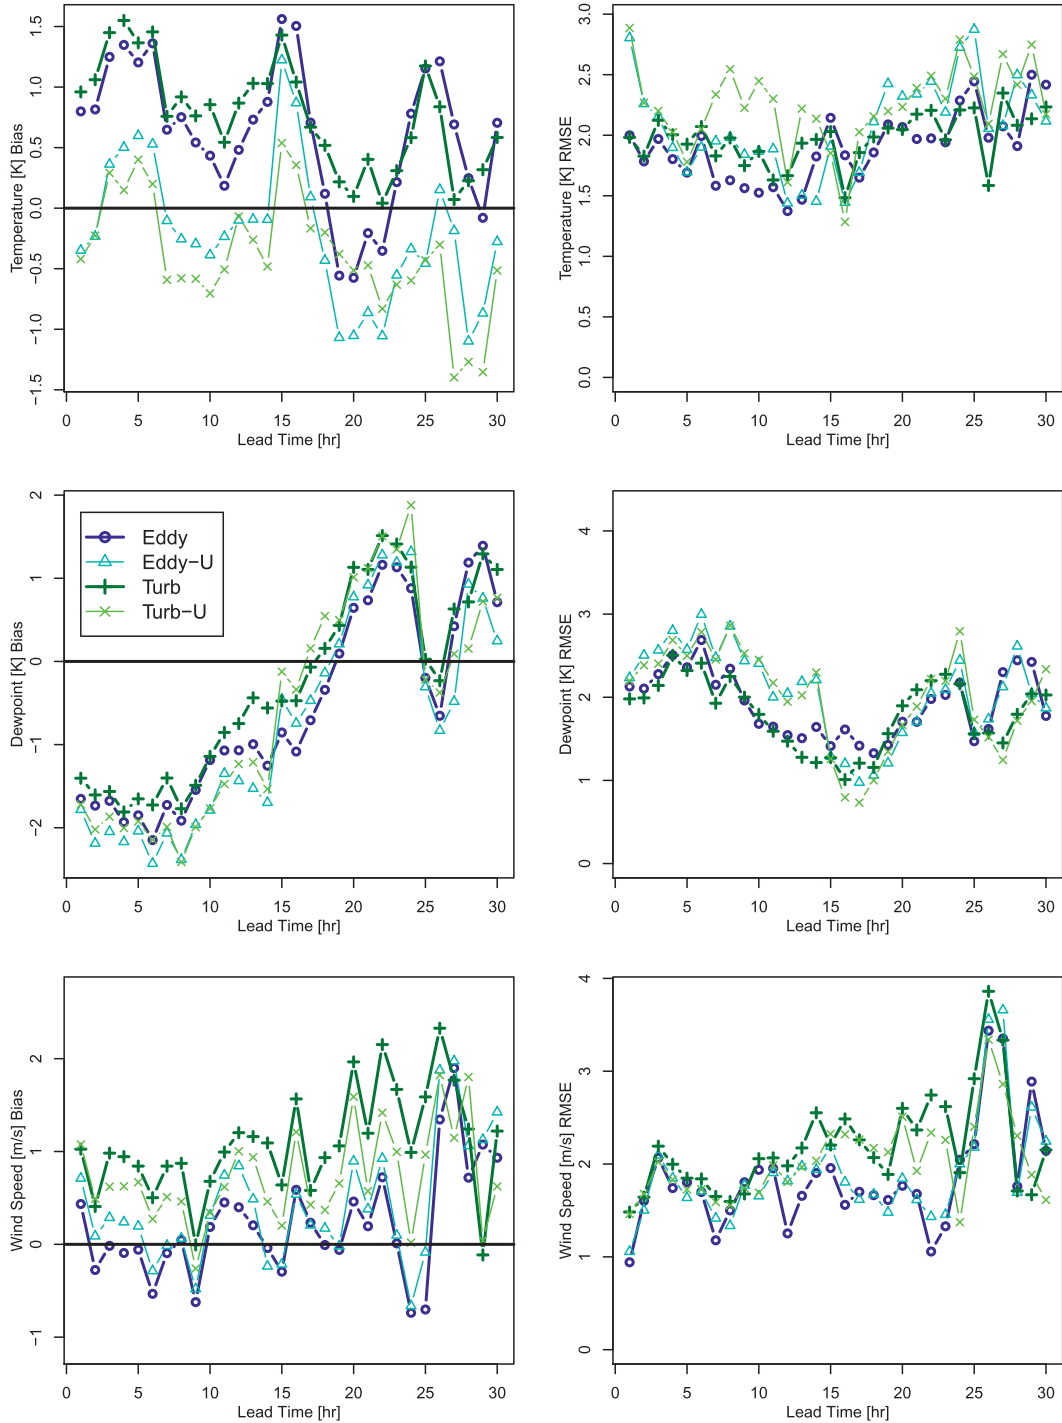 Temperature [K] Bias
1.5
1.0
0.5
0.0
−0.5
−1.0
−1.5
0 5 10 15 20 25 30
Lead Time [hr]
Temperature [K] RMSE
3.0
2.5
2.0
1.5
1.0
0.5
0.0
0 5 10 15 20 25 30
Lead Time [hr]
Dewpoint [K] Bias
2
1
0
−1
−2
Eddy
Eddy−U
Turb
Turb−U
0 5 10 15 20 25 30
Lead Time [hr]
Dewpoint [K] RMSE
4
3
2
1
0
0 5 10 15 20 25 30
Lead Time [hr]
Wind Speed [m/s] Bias
2
1
0
−1
0 5 10 15 20 25 30
Lead Time [hr]
Wind Speed [m/s] RMSE
4
3
2
1
0
0 5 10 15 20 25 30
Lead Time [hr]